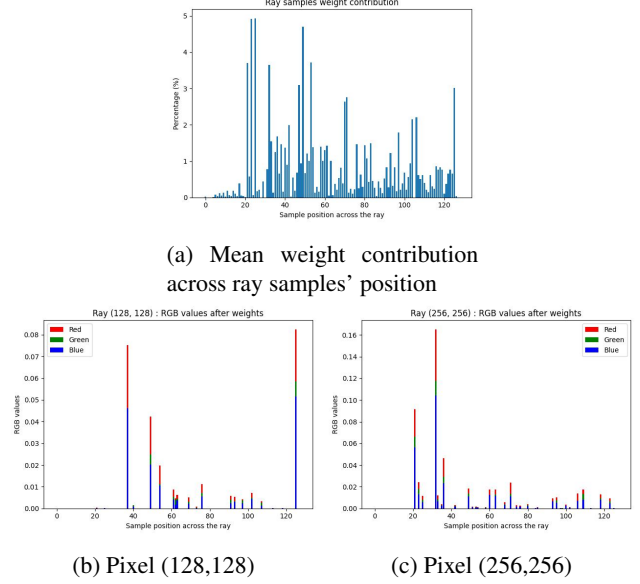 Ray samples weight contribution
5
4
3
2
1
0
Percentage (%)
0 20 40 60 80 100 120
Sample position across the ray
(a) Mean weight contribution
across ray samples' position
Ray (128, 128) : RGB values after weights
Red
Green
Blue
0.08
0.07
0.06
0.05
0.04
0.03
0.02
0.01
0.00
RGB values
0 20 40 60 80 100 120
Sample position across the ray
(b) Pixel (128,128)
Ray (256, 256) : RGB values after weights
Red
Green
Blue
0.16
0.14
0.12
0.10
0.08
0.06
0.04
0.02
0.00
RGB values
0 20 40 60 80 100 120
Sample position across the ray
(c) Pixel (256,256)